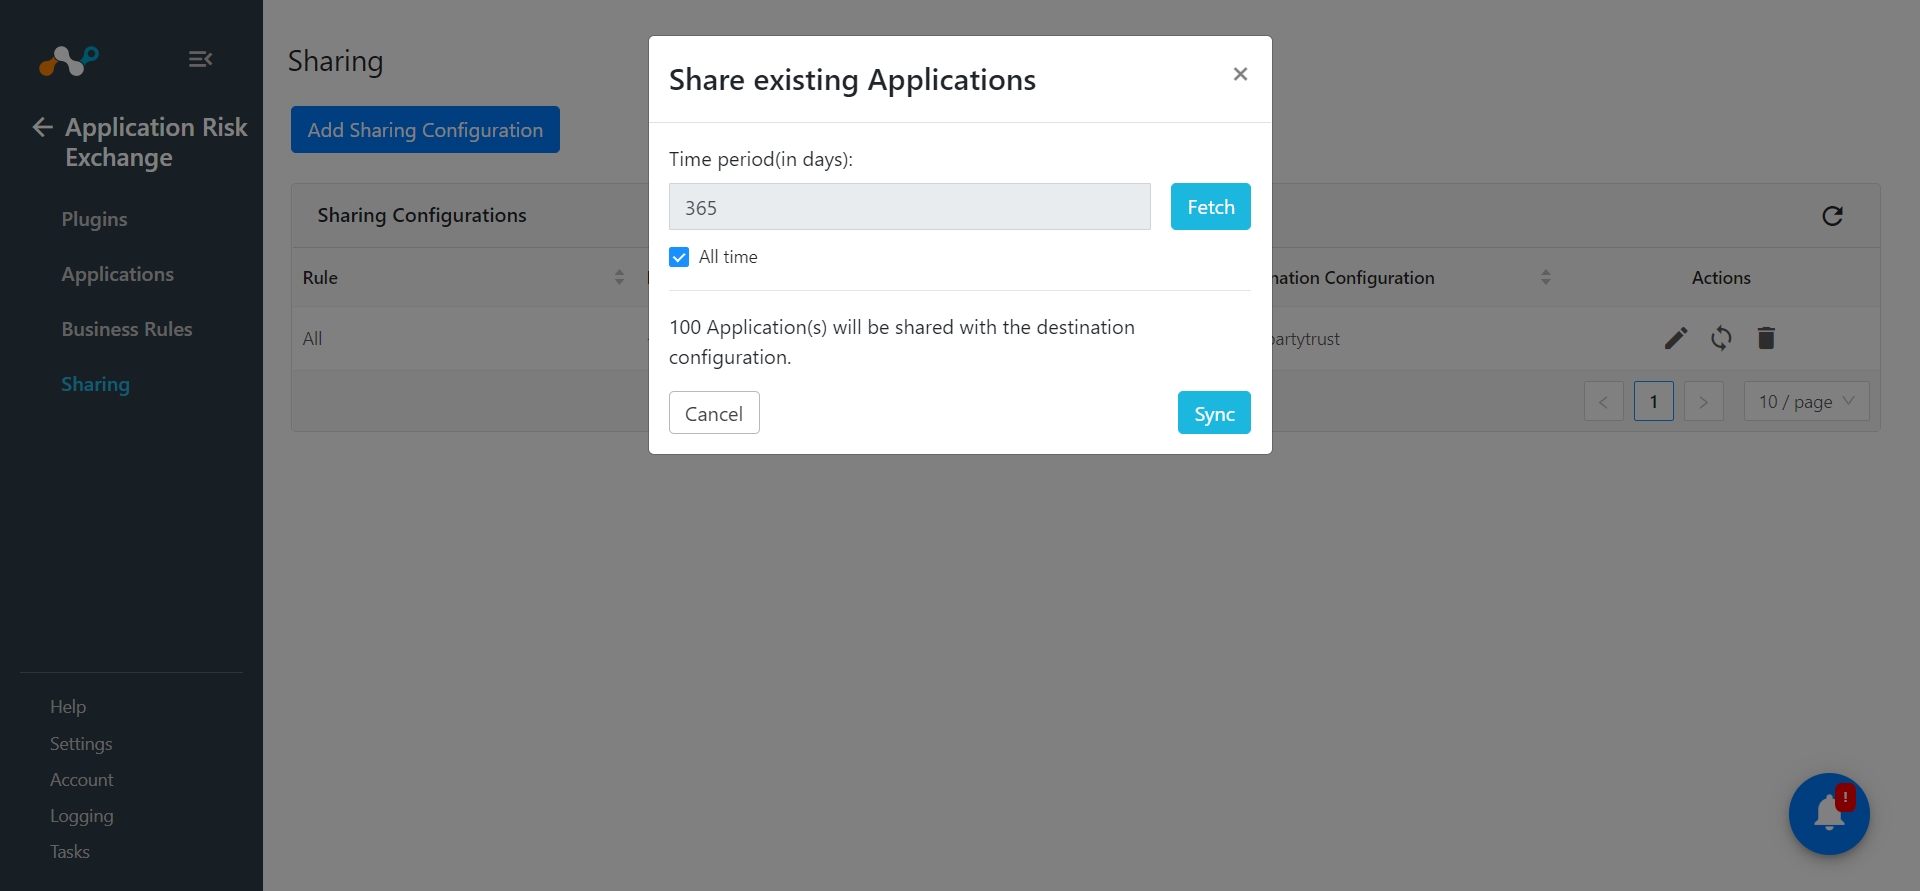 Application Risk
Exchange
Plugins
Applications
Business Rules
Sharing
Help
Settings
Account
Logging
Tasks
Sharing
Add Sharing Configuration
Sharing Configurations
Rule
nation Configuration
Actions
All
partytrust
1
10 / page
Share existing Applications
Time period(in days):
365
Fetch
All time
100 Application(s) will be shared with the destination
configuration.
Cancel
Sync
!